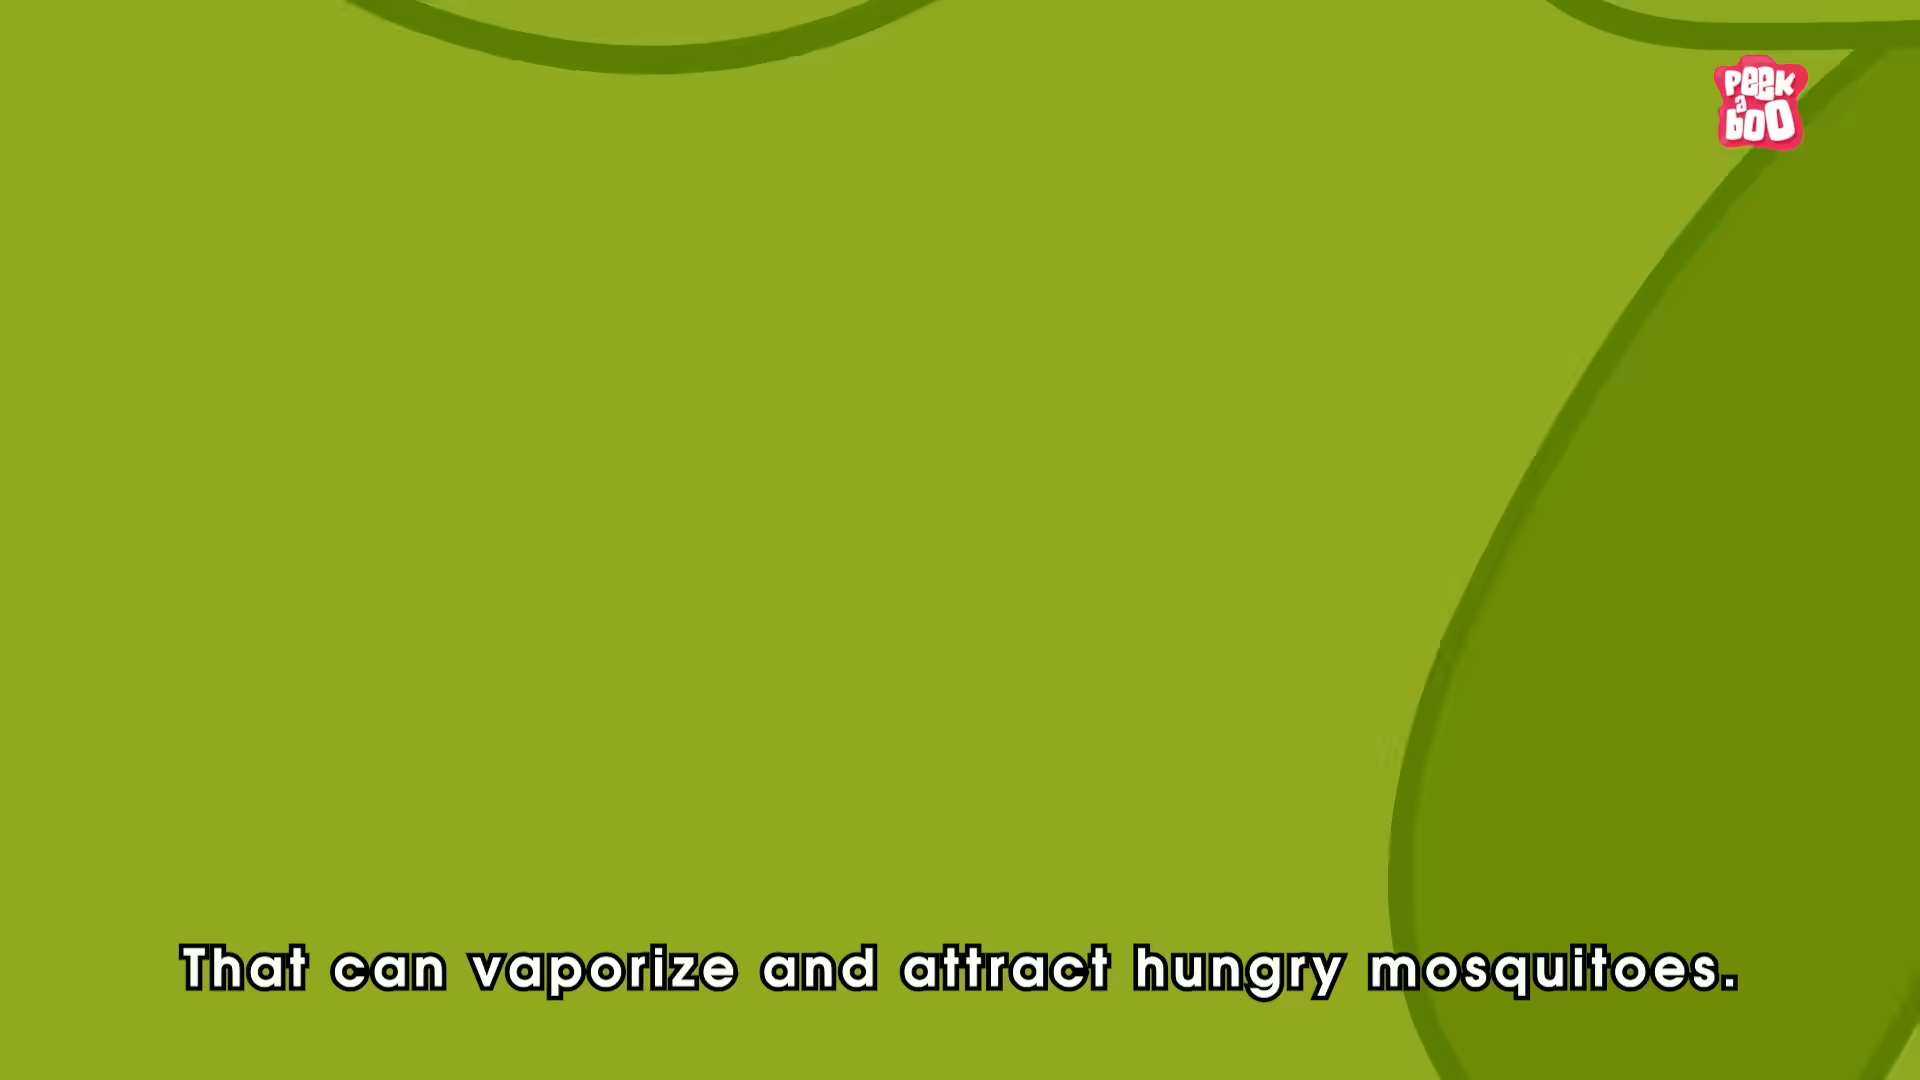 PEEK
a
boo
That can vaporize and attract hungry mosquitoes.